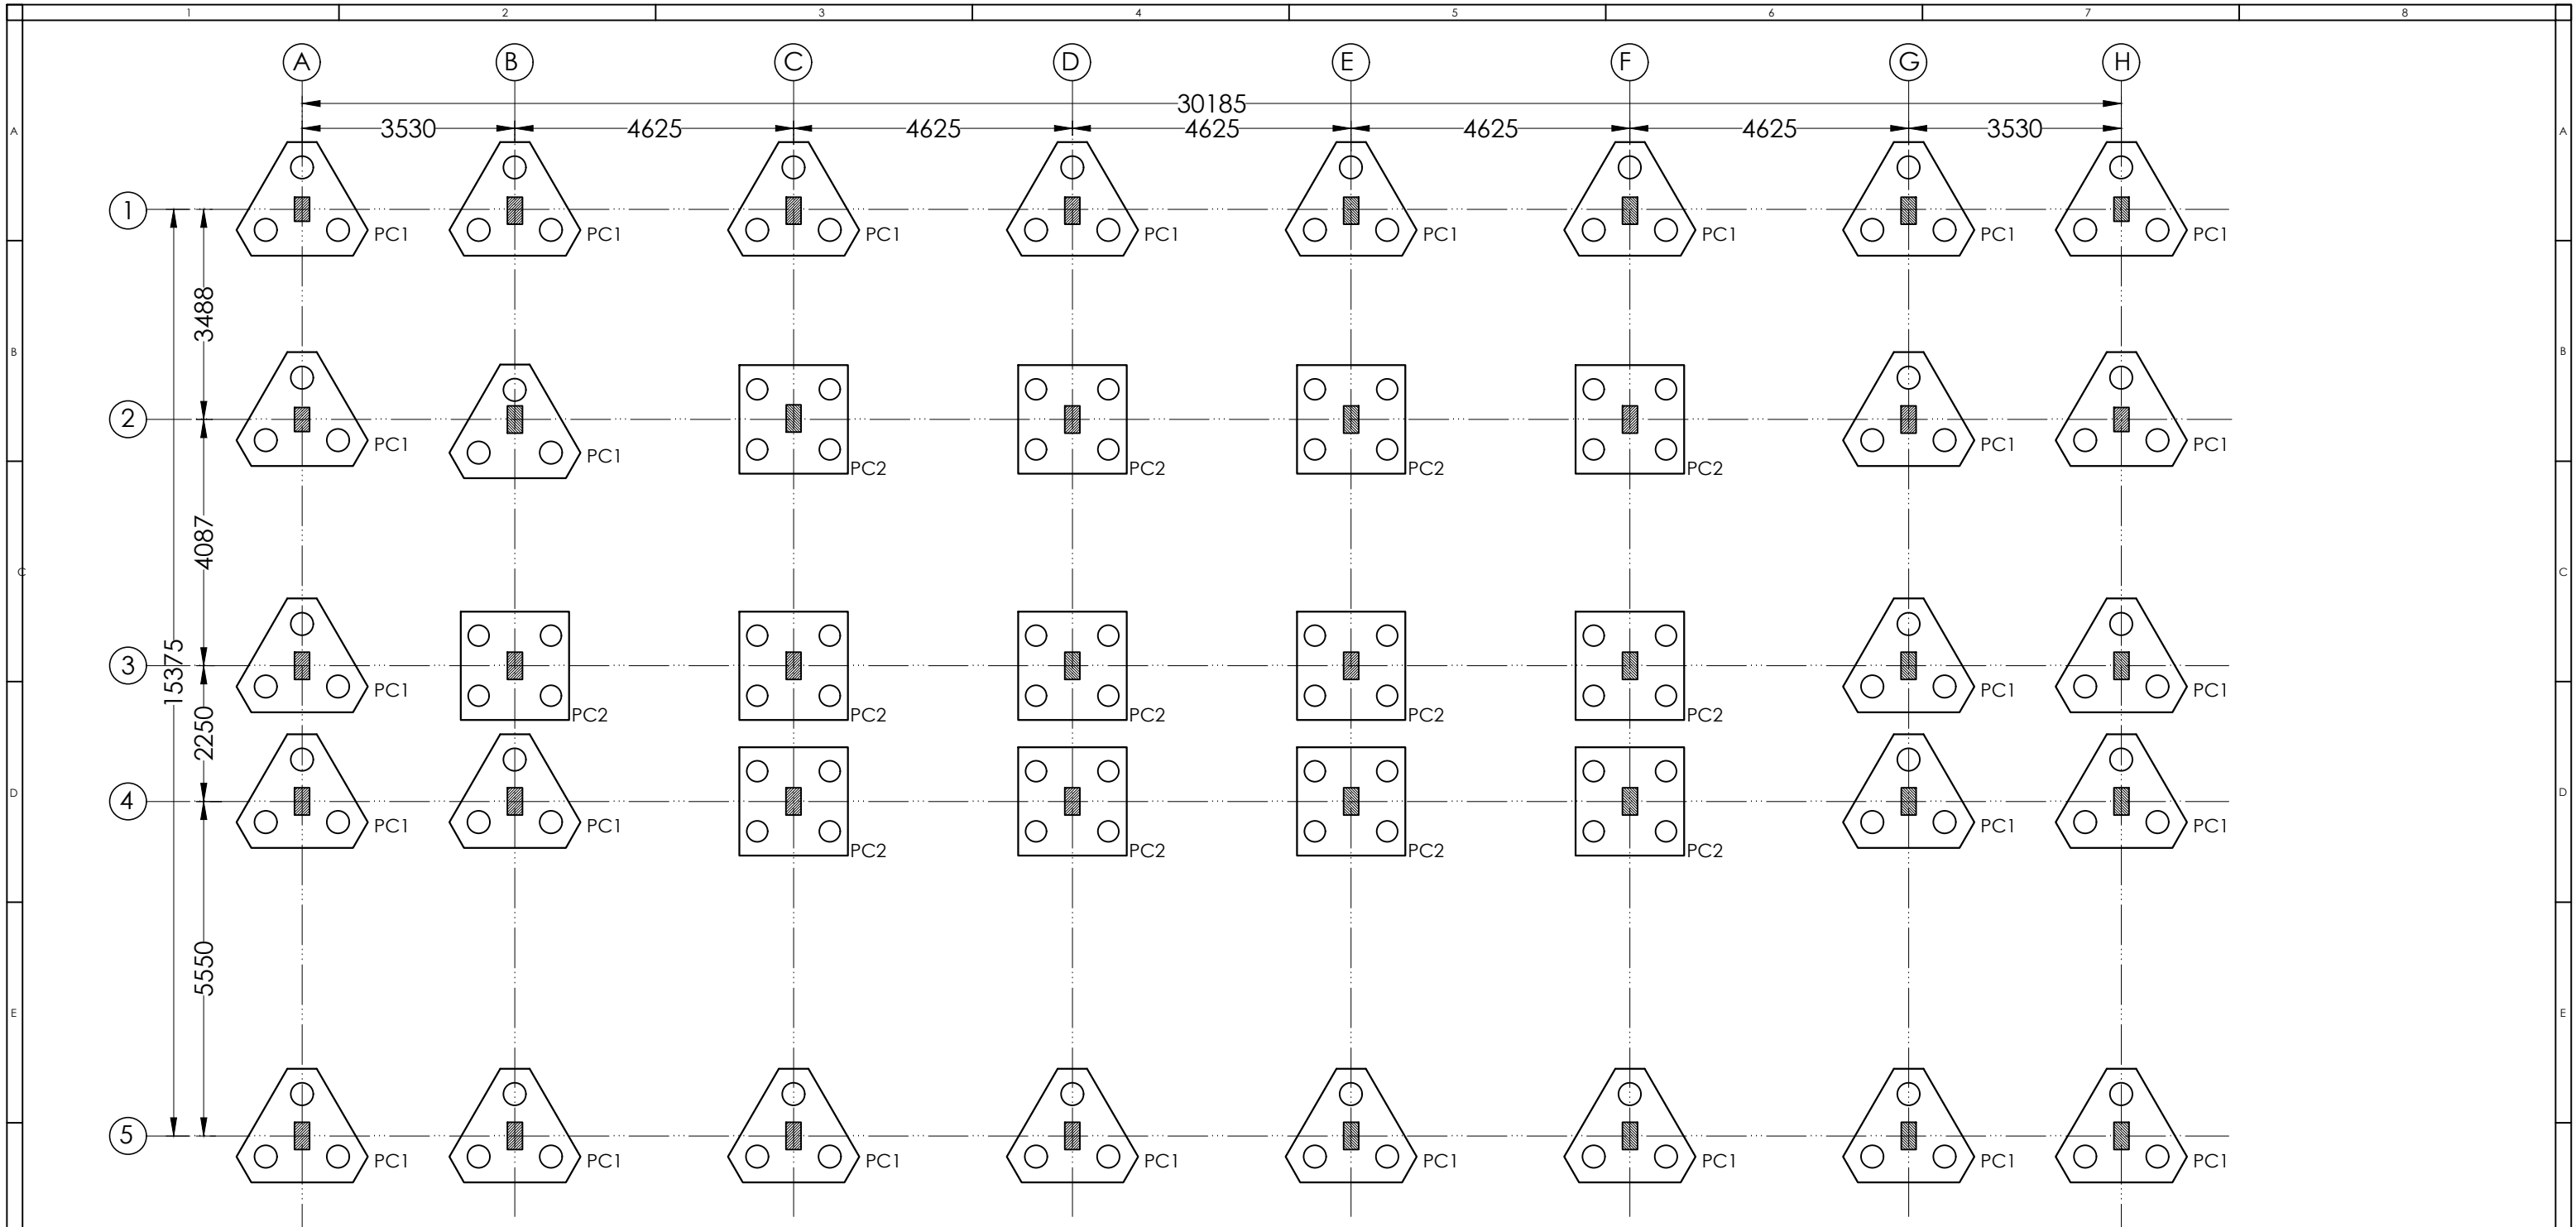 1 2 3 4 5 6 7 8
A B C D E F G H
30185
3530 4625 4625 4625 4625 4625 3530
A A
1
PC1 PC1 PC1 PC1 PC1 PC1 PC1 PC1
3488
B B
2
PC1 PC1 PC2 PC2 PC2 PC2 PC1 PC1
4087
C C
3
15375
PC1 PC2 PC2 PC2 PC2 PC2 PC1 PC1
2250
D D
4
PC1 PC1 PC2 PC2 PC2 PC2 PC1 PC1
5550
E E
5
PC1 PC1 PC1 PC1 PC1 PC1 PC1 PC1